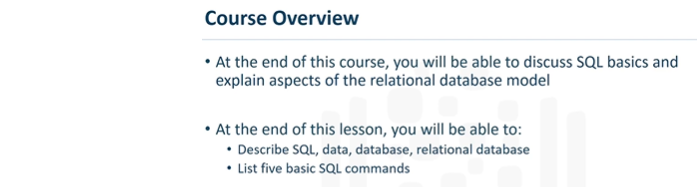 Course Overview
• At the end of this course, you will be able to discuss SQL basics and
explain aspects of the relational database model
• At the end of this lesson, you will be able to:
• Describe SQL, data, database, relational database
• List five basic SQL commands